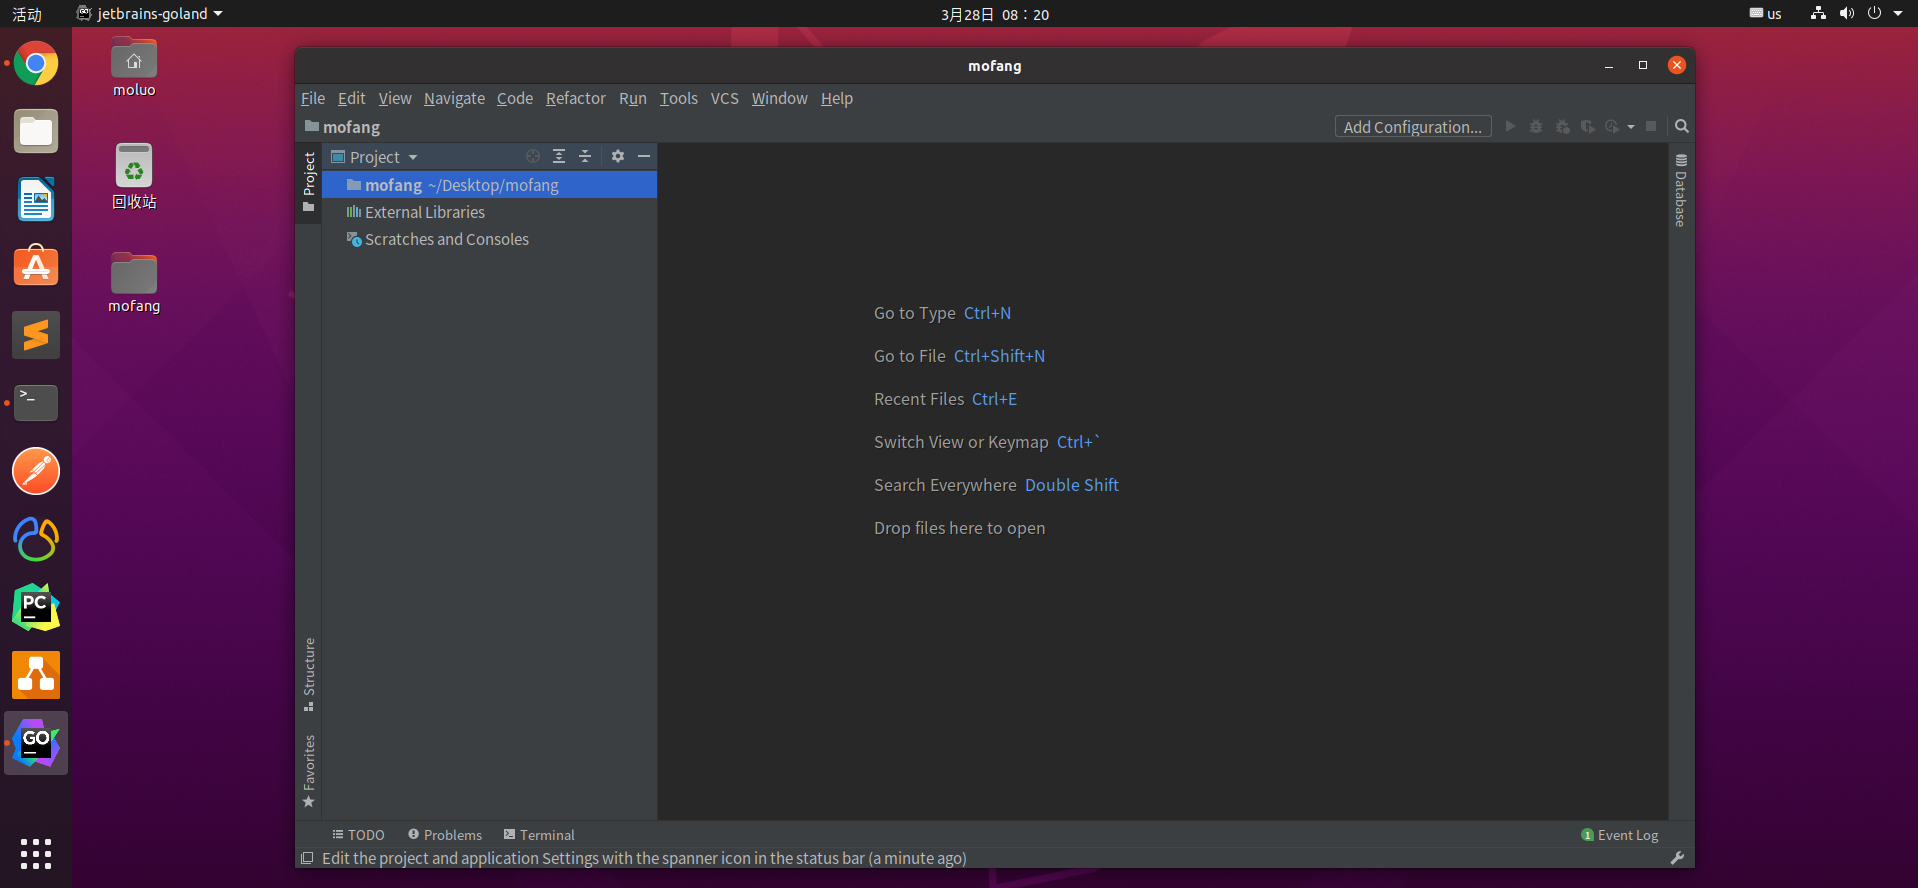 活动 jetbrains-goland 3月28日 08：20 us
moluo
回收站
mofang
mofang
File Edit View Navigate Code Refactor Run Tools VCS Window Help
mofang Add Configuration...
Project
Project
mofang ~/Desktop/mofang
External Libraries
Scratches and Consoles
Database
Go to Type Ctrl+N
Go to File Ctrl+Shift+N
Recent Files Ctrl+E
Switch View or Keymap Ctrl+`
Search Everywhere Double Shift
Drop files here to open
Structure
Favorites
>_
PC
GO
TODO Problems Terminal 1 Event Log
Edit the project and application Settings with the spanner icon in the status bar (a minute ago)